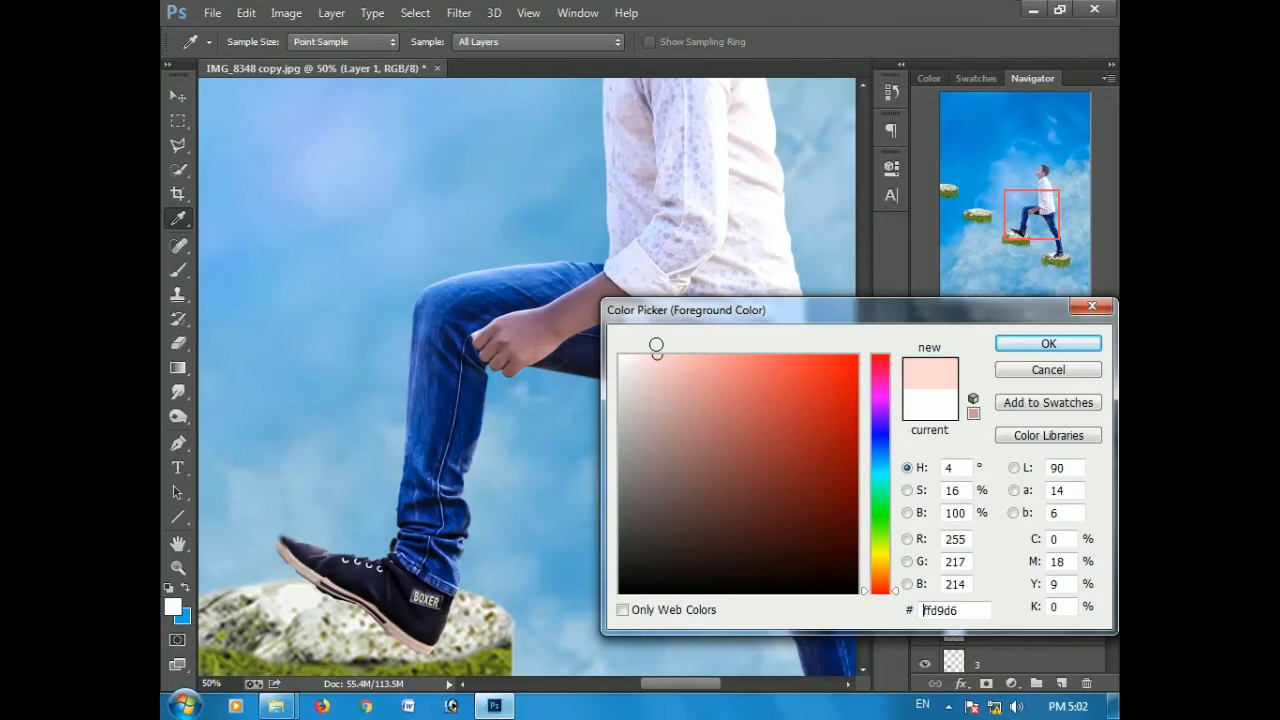 Ps File Edit Image Layer Type Select Filter 3D View Window Help
Sample Size: Point Sample Sample: All Layers Show Sampling Ring
IMG_8348 copy.jpg @ 50% (Layer 1, RGB/8) * ×
Color Swatches Navigator
Color Picker (Foreground Color)
new
OK
Cancel
Add to Swatches
current
Color Libraries
H: 4 ° L: 90
S: 16 % a: 14
B: 100 % b: 6
R: 255 C: 0 %
G: 217 M: 18 %
B: 214 Y: 9 %
# ffd9d6 K: 0 %
Only Web Colors
BOXER
3
50% Doc: 55.4M/113.5M
EN PM 5:02